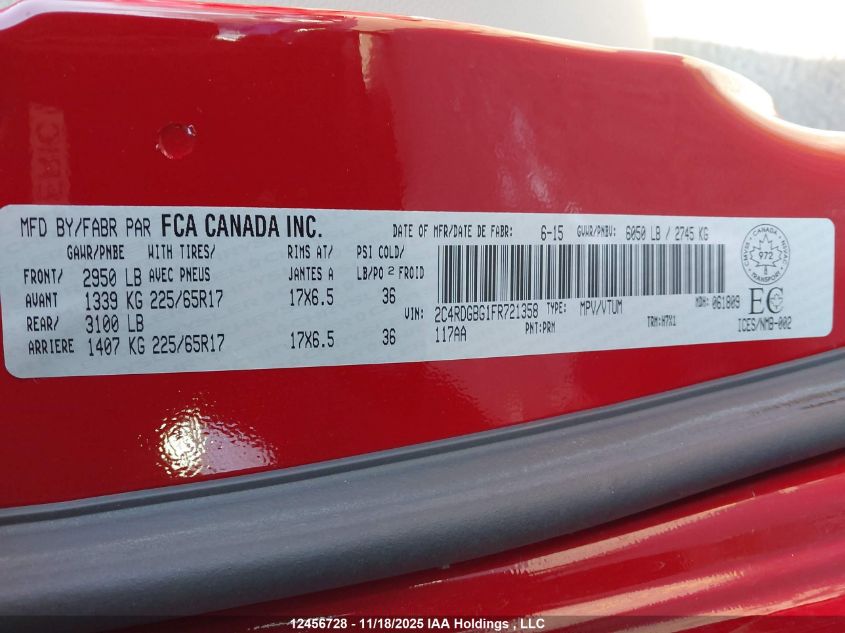 MFD BY/FABR PAR FCA CANADA INC. DATE OF MFR/DATE DE FABR: 6-15 GVWR/PNBV: 6050 LB / 2745 KG
GAWR/PNBE WITH TIRES/ RIMS AT/ PSI COLD/
FRONT/ 2950 LB AVEC PNEUS JANTES A LB/PO 2 FROID
AVANT 1339 KG 225/65R17 17X6.5 36
REAR/ 3100 LB
ARRIERE 1407 KG 225/65R17 17X6.5 36
VIN: 2C4RDGBG1FR721358 TYPE: MPV/VTUM MDH: 061809
117AA PNT:PRM TRM:H7X1
CANADA
972
TRANSPORT
EC
ICES/NMB-002
12456728 - 11/18/2025 IAA Holdings , LLC